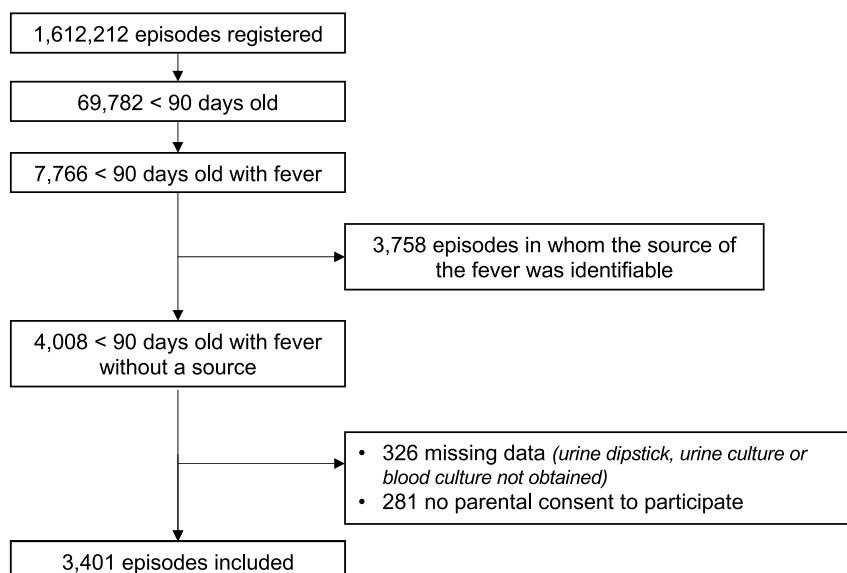 1,612,212 episodes registered
69,782 < 90 days old
7,766 < 90 days old with fever
3,758 episodes in whom the source of
the fever was identifiable
4,008 < 90 days old with fever
without a source
• 326 missing data (urine dipstick, urine culture or
blood culture not obtained)
• 281 no parental consent to participate
3,401 episodes included